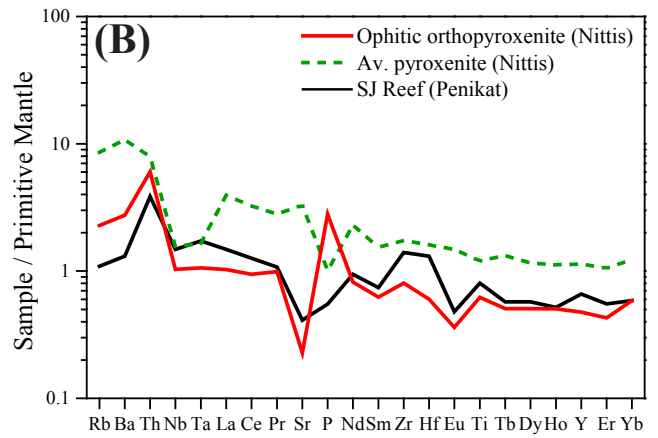 (B)
Ophitic orthopyroxenite (Nittis)
Av. pyroxenite (Nittis)
SJ Reef (Penikat)
Sample / Primitive Mantle
100
10
1
0.1
Rb Ba Th Nb Ta La Ce Pr Sr P Nd Sm Zr Hf Eu Ti Tb Dy Ho Y Er Yb